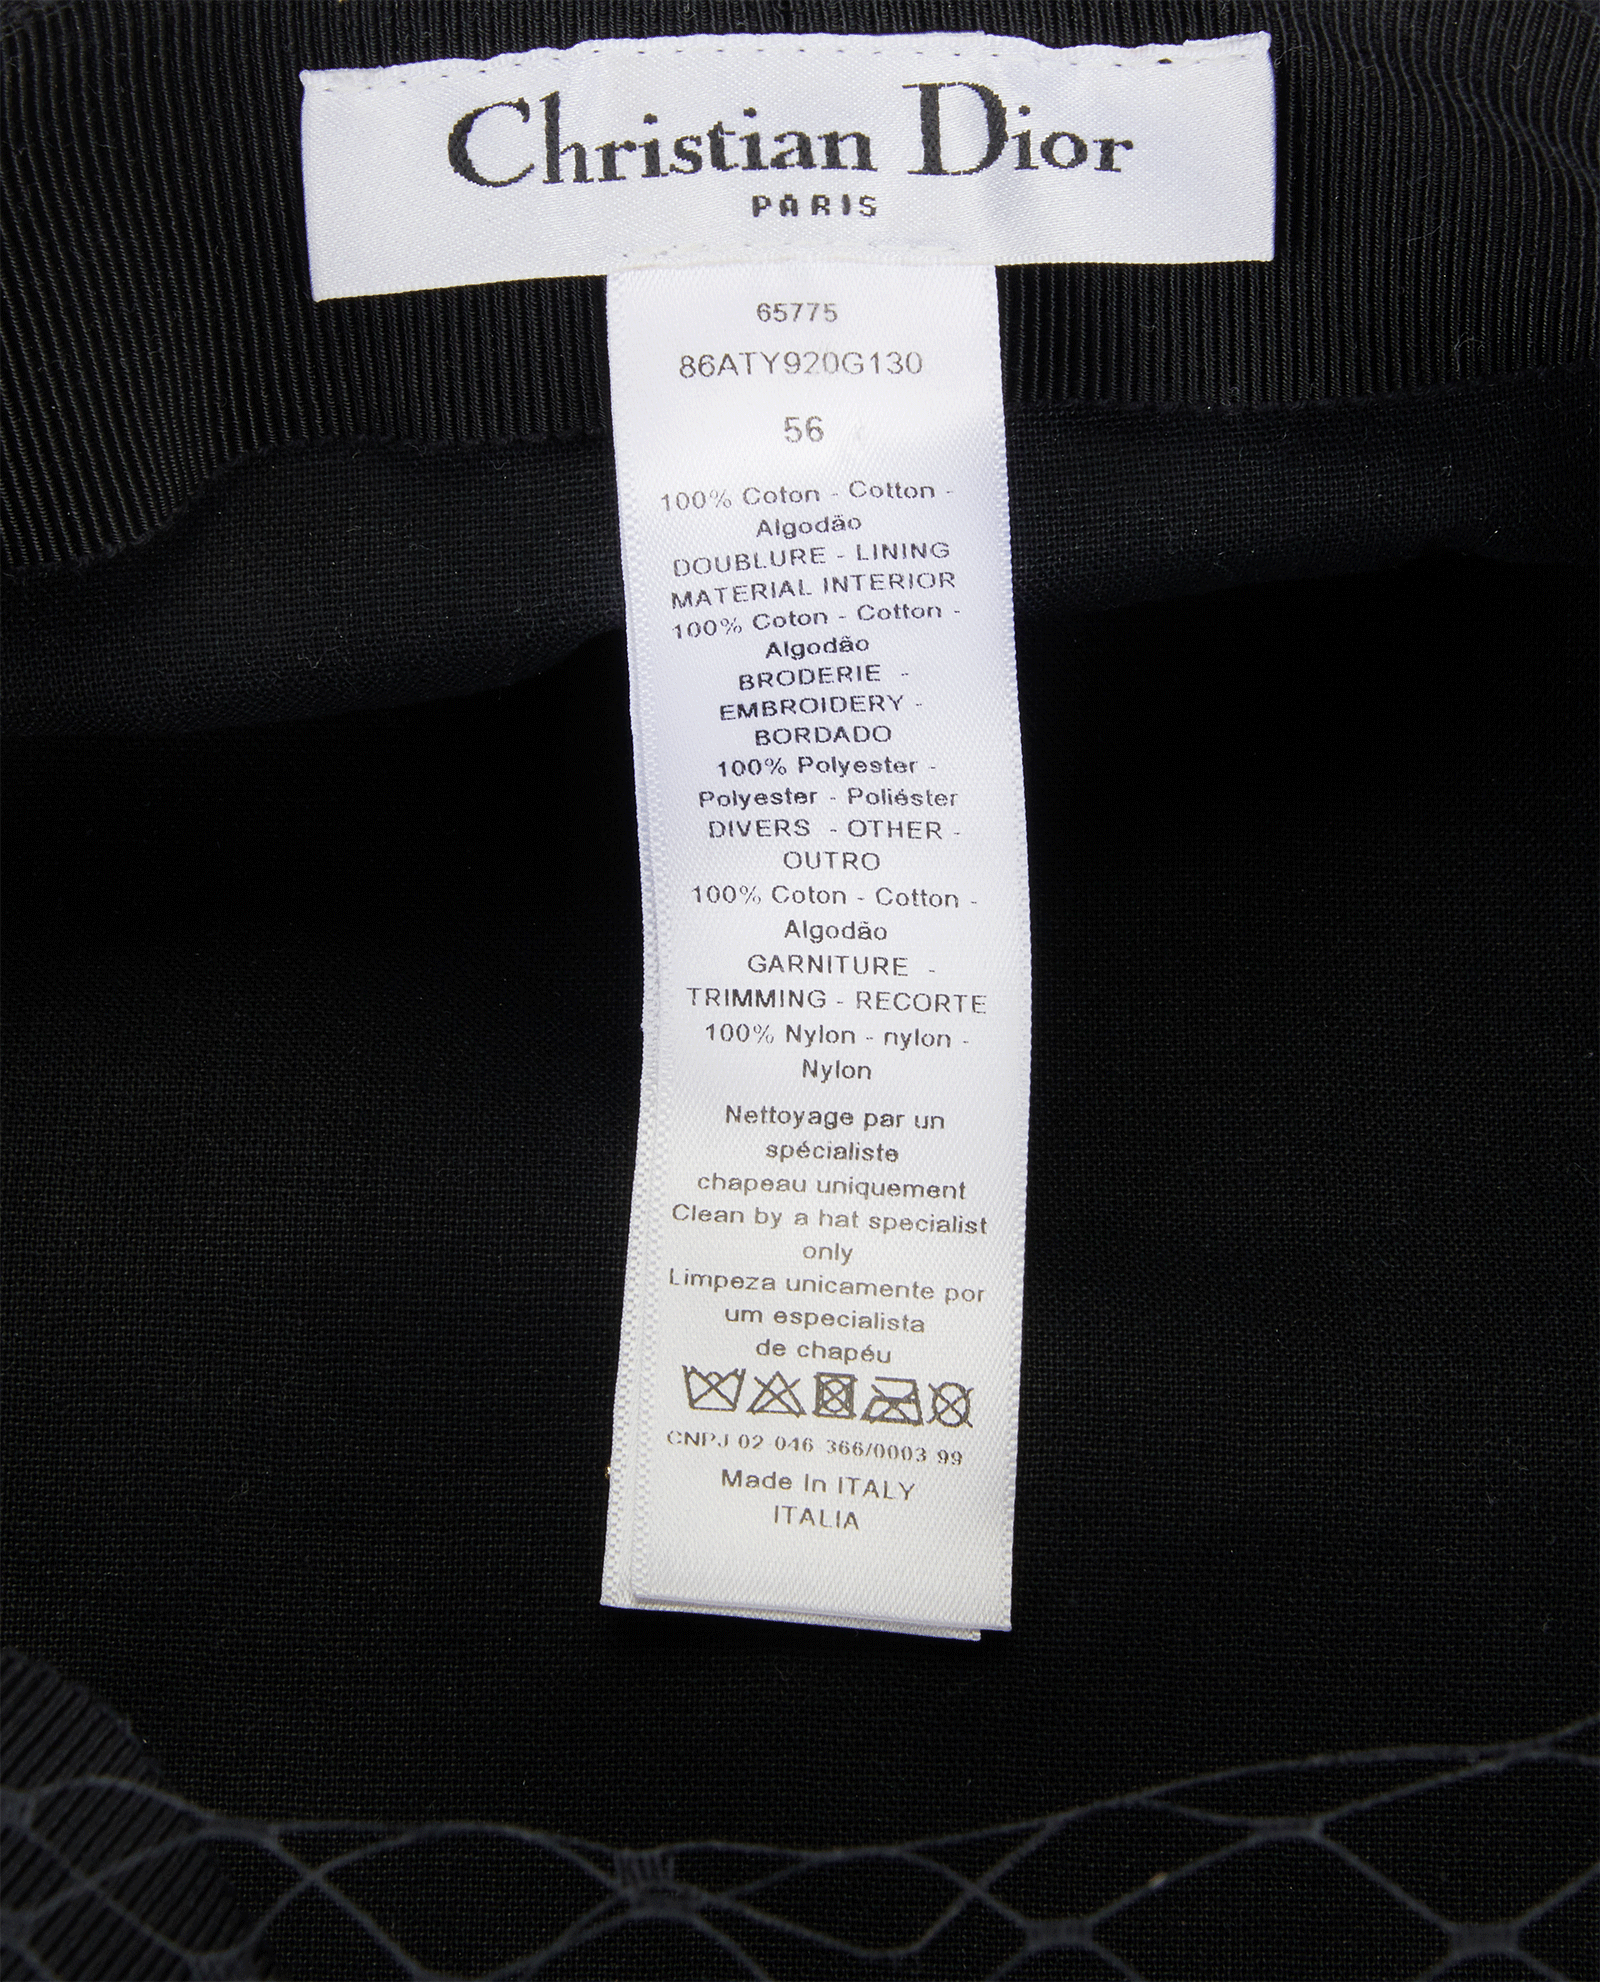 Christian Dior
PARIS
65775
86ATY920G130
56
100% Coton - Cotton -
Algodão
DOUBLURE - LINING
MATERIAL INTERIOR
100% Coton - Cotton -
Algodão
BRODERIE -
EMBROIDERY -
BORDADO
100% Polyester -
Polyester - Poliéster
DIVERS - OTHER -
OUTRO
100% Coton - Cotton -
Algodão
GARNITURE -
TRIMMING - RECORTE
100% Nylon - nylon -
Nylon
Nettoyage par un
spécialiste
chapeau uniquement
Clean by a hat specialist
only
Limpeza unicamente por
um especialista
de chapéu
CNPJ 02 046 366/0003 99
Made In ITALY
ITALIA